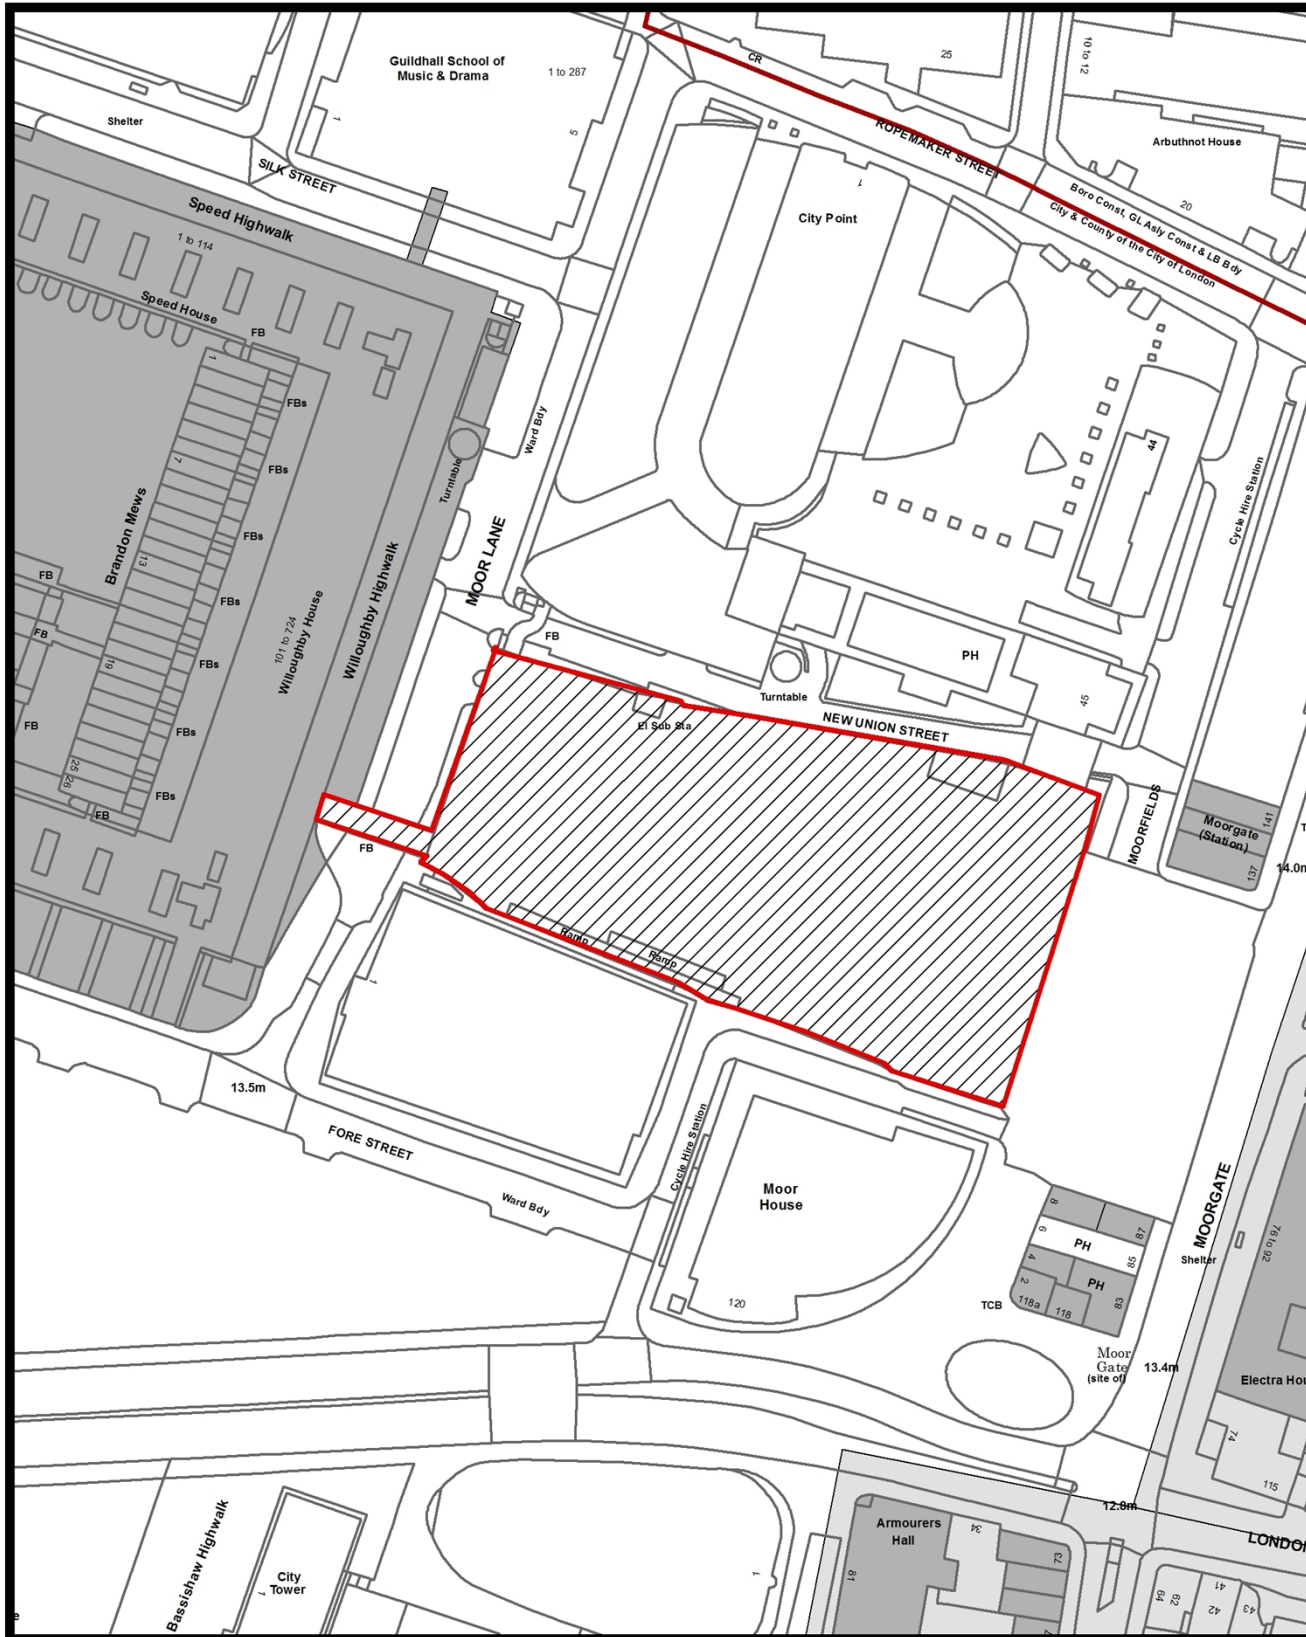 Guildhall School of
Music & Drama
1 to 287
1
5
Shelter
SILK STREET
Speed Highwalk
1 to 114
Speed House
FB
CR
25
10 to 12
ROPEMAKER STREET
Arbuthnot House
20
Boro Const, GL Asly Const & LB Bdy
City & County of the City of London
1
City Point
44
Cycle Hire Station
Ward Bdy
Turntable
MOOR LANE
1
7
13
19
25
26
Brandon Mews
FBs
FBs
FBs
FBs
FBs
FBs
FBs
FB
FB
FB
FB
101 to 724
Willoughby House
Willoughby Highwalk
FB
PH
Turntable
45
El Sub Sta
NEW UNION STREET
MOORFIELDS
Moorgate
(Station)
141
137
14.0m
FB
Ramp
Ramp
1
13.5m
FORE STREET
Ward Bdy
Cycle Hire Station
Moor
House
120
MOORGATE
Shelter
76 to 92
8
6
4
2
PH
PH
87
85
83
118a
118
TCB
Moor
Gate
(site of)
13.4m
Electra Hou
74
115
12.8m
LONDON
Armourers
Hall
34
73
81
1
64
62
41
42
43
Bassishaw Highwalk
City
Tower
1
e